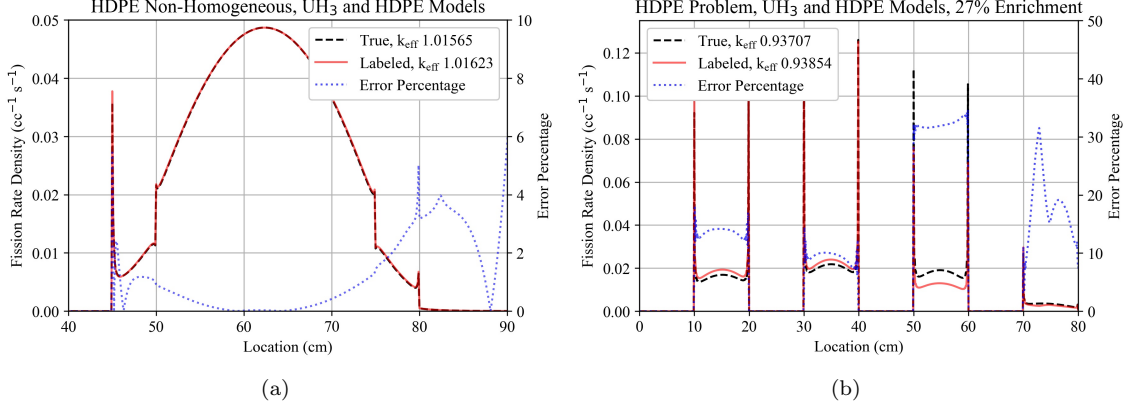 HDPE Non-Homogeneous, UH3 and HDPE Models
0.05
0.04
0.03
0.02
0.01
0.00
Fission Rate Density (cc−1 s−1)
True, keff 1.01565
Labeled, keff 1.01623
Error Percentage
10
8
6
4
2
0
Error Percentage
40 50 60 70 80 90
Location (cm)
(a)
HDPE Problem, UH3 and HDPE Models, 27% Enrichment
0.12
0.10
0.08
0.06
0.04
0.02
0.00
Fission Rate Density (cc−1 s−1)
True, keff 0.93707
Labeled, keff 0.93854
Error Percentage
50
40
30
20
10
0
Error Percentage
0 10 20 30 40 50 60 70 80
Location (cm)
(b)